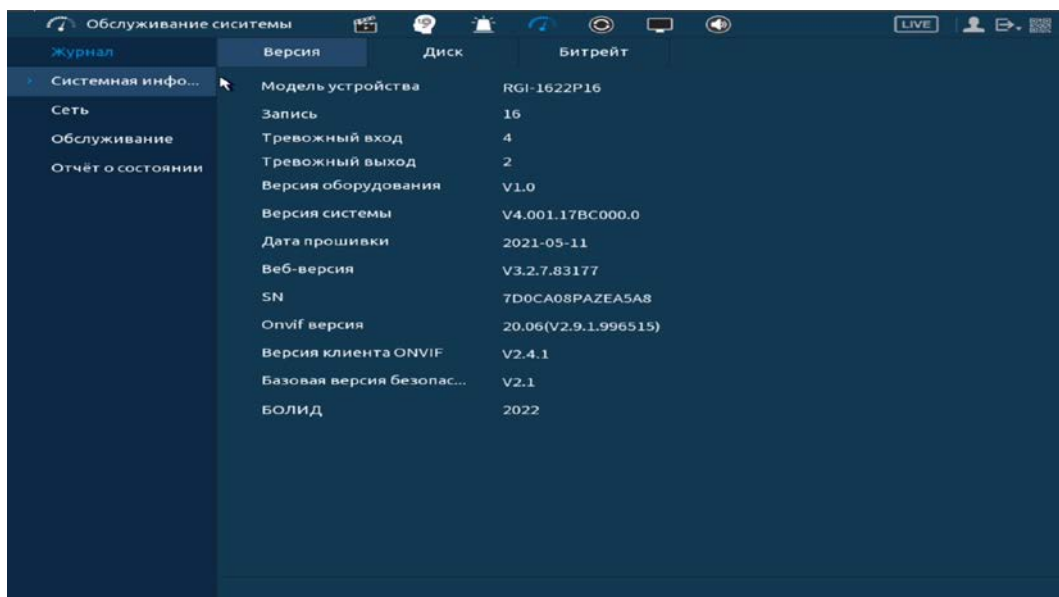 Обслуживание сиситемы LIVE
Журнал
Версия Диск Битрейт
Системная инфо...
Модель устройства RGI-1622P16
Сеть
Запись 16
Обслуживание
Тревожный вход 4
Отчёт о состоянии
Тревожный выход 2
Версия оборудования V1.0
Версия системы V4.001.17BC000.0
Дата прошивки 2021-05-11
Веб-версия V3.2.7.83177
SN 7D0CA08PAZEA5A8
Onvif версия 20.06(V2.9.1.996515)
Версия клиента ONVIF V2.4.1
Базовая версия безопас... V2.1
БОЛИД 2022